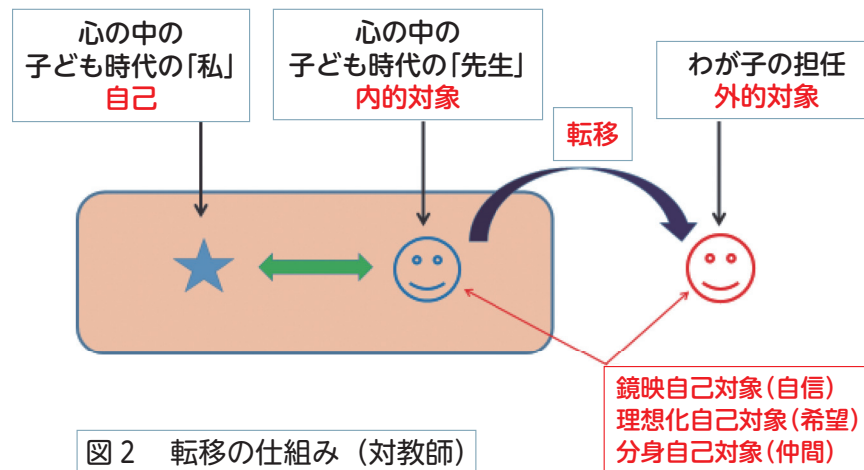 心の中の
子ども時代の「私」
自己
心の中の
子ども時代の「先生」
内的対象
わが子の担任
外的対象
転移
鏡映自己対象(自信)
理想化自己対象(希望)
分身自己対象(仲間)
図2 転移の仕組み(対教師)